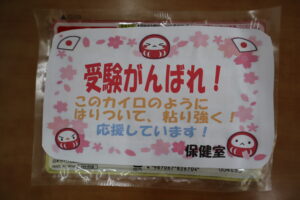 受験がんばれ！
このカイロのように
はりついて、粘り強く！
応援しています！
保健室